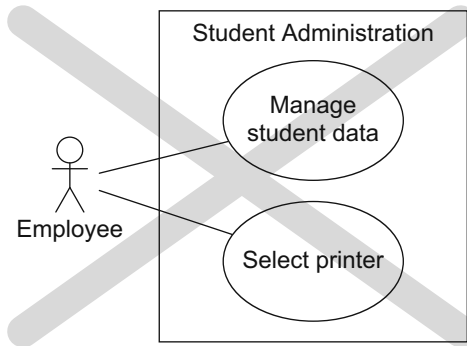 Student Administration
Manage
student data
Employee
Select printer